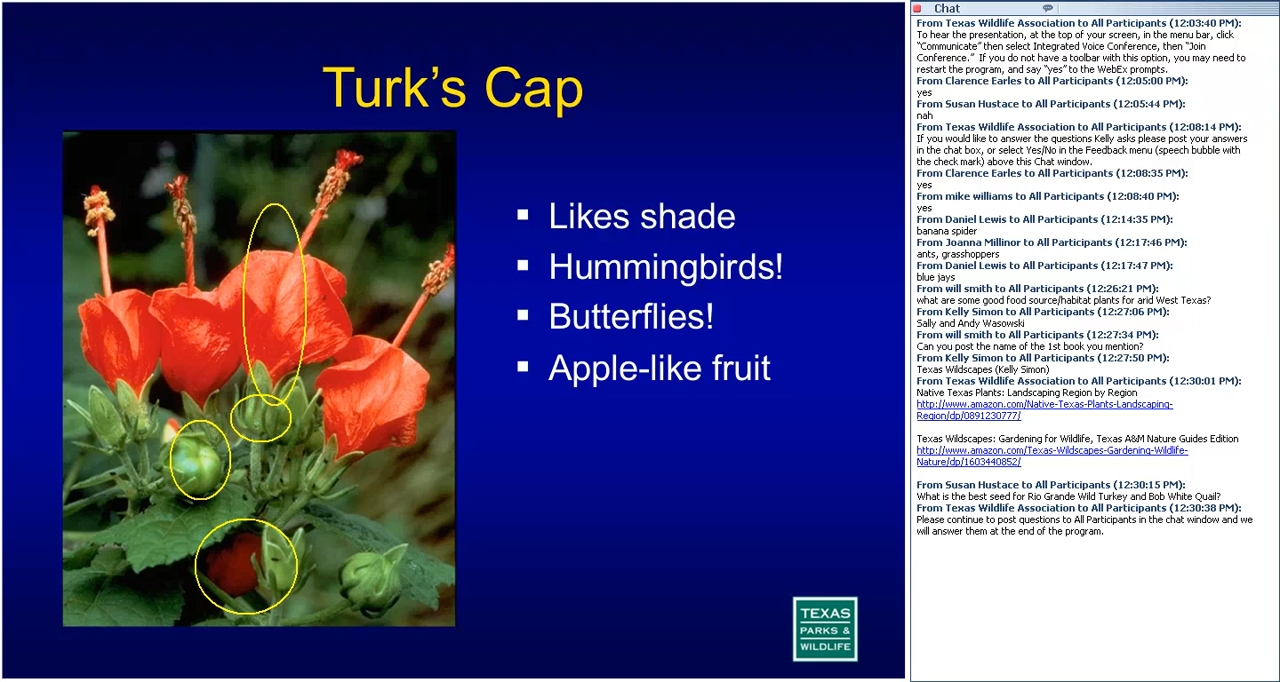 Turk's Cap
▪ Likes shade
▪ Hummingbirds!
▪ Butterflies!
▪ Apple-like fruit
TEXAS
PARKS &
WILDLIFE
Chat
From Texas Wildlife Association to All Participants (12:03:40 PM):
To hear the presentation, at the top of your screen, in the menu bar, click
"Communicate" then select Integrated Voice Conference, then "Join
Conference." If you do not have a toolbar with this option, you may need to
restart the program, and say "yes" to the WebEx prompts.
From Clarence Earles to All Participants (12:05:00 PM):
yes
From Susan Hustace to All Participants (12:05:44 PM):
nah
From Texas Wildlife Association to All Participants (12:08:14 PM):
If you would like to answer the questions Kelly asks please post your answers
in the chat box, or select Yes/No in the Feedback menu (speech bubble with
the check mark) above this Chat window.
From Clarence Earles to All Participants (12:08:35 PM):
yes
From mike williams to All Participants (12:08:40 PM):
yes
From Daniel Lewis to All Participants (12:14:35 PM):
banana spider
From Joanna Millinor to All Participants (12:17:46 PM):
ants, grasshoppers
From Daniel Lewis to All Participants (12:17:47 PM):
blue jays
From will smith to All Participants (12:26:21 PM):
what are some good food source/habitat plants for arid West Texas?
From Kelly Simon to All Participants (12:27:06 PM):
Sally and Andy Wasowski
From will smith to All Participants (12:27:34 PM):
Can you post the name of the 1st book you mention?
From Kelly Simon to All Participants (12:27:50 PM):
Texas Wildscapes (Kelly Simon)
From Texas Wildlife Association to All Participants (12:30:01 PM):
Native Texas Plants: Landscaping Region by Region
http://www.amazon.com/Native-Texas-Plants-Landscaping-
Region/dp/0891230777/
Texas Wildscapes: Gardening for Wildlife, Texas A&M Nature Guides Edition
http://www.amazon.com/Texas-Wildscapes-Gardening-Wildlife-
Nature/dp/1603440852/
From Susan Hustace to All Participants (12:30:15 PM):
What is the best seed for Rio Grande Wild Turkey and Bob White Quail?
From Texas Wildlife Association to All Participants (12:30:38 PM):
Please continue to post questions to All Participants in the chat window and we
will answer them at the end of the program.